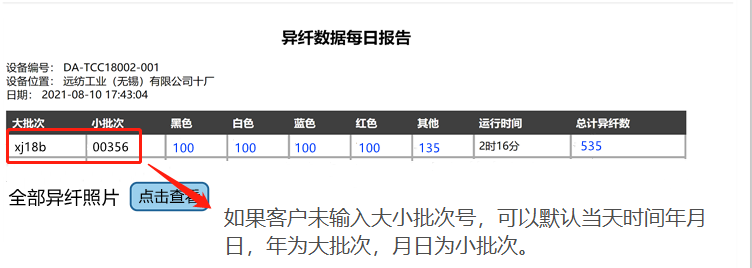 异纤数据每日报告
设备编号： DA-TCC18002-001
设备位置： 远纺工业（无锡）有限公司十厂
日期： 2021-08-10 17:43:04
大批次 小批次 黑色 白色 蓝色 红色 其他 运行时间 总计异纤数
xj18b 00356 100 100 100 100 135 2时16分 535
全部异纤照片 点击查看
如果客户未输入大小批次号，可以默认当天时间年月
日，年为大批次，月日为小批次。